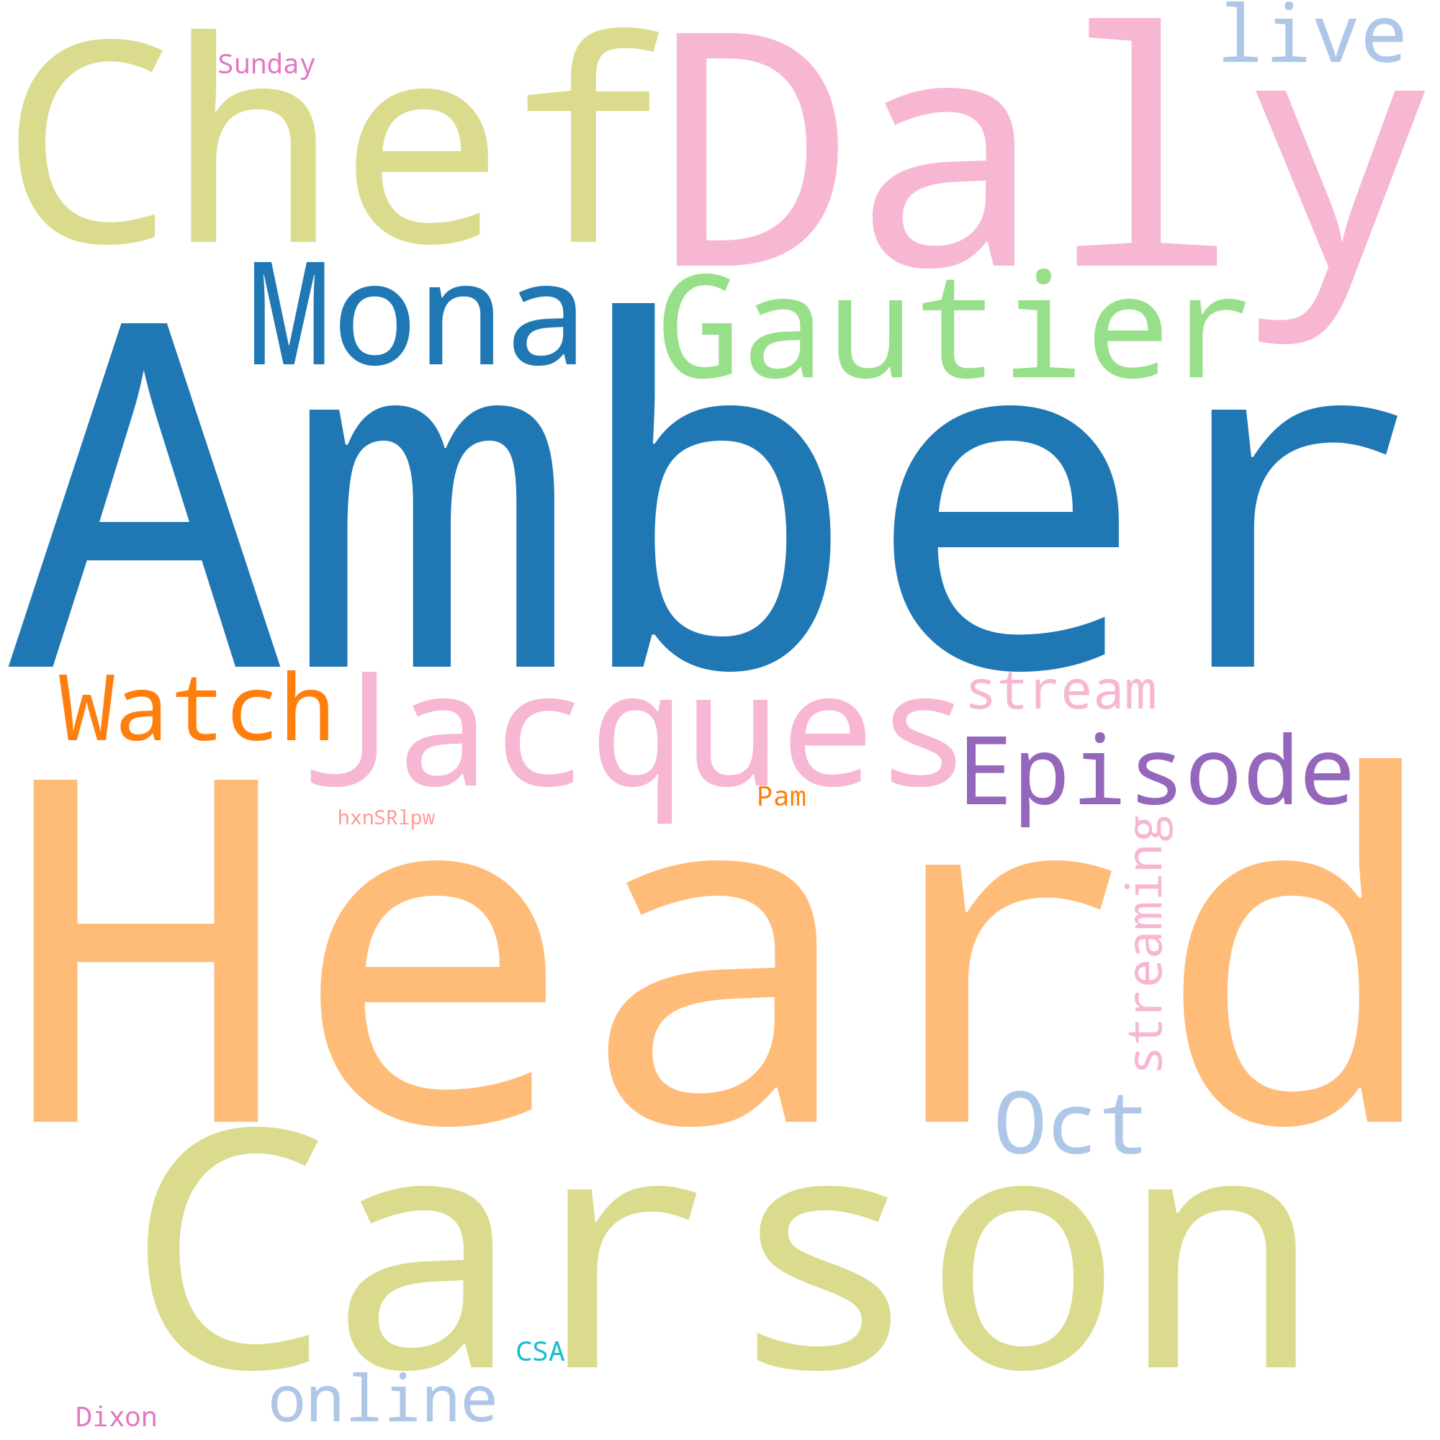 live
Sunday
Chef
Daly
Mona
Gautier
Amber
Watch
Jacques
stream
Episode
Pam
hxnSRlpw
Heard
streaming
Oct
Carson
CSA
online
Dixon